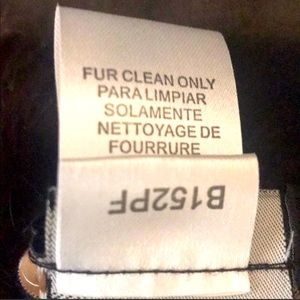 FUR CLEAN ONLY
PARA LIMPIAR
SOLAMENTE
NETTOYAGE DE
FOURRURE
B152PF